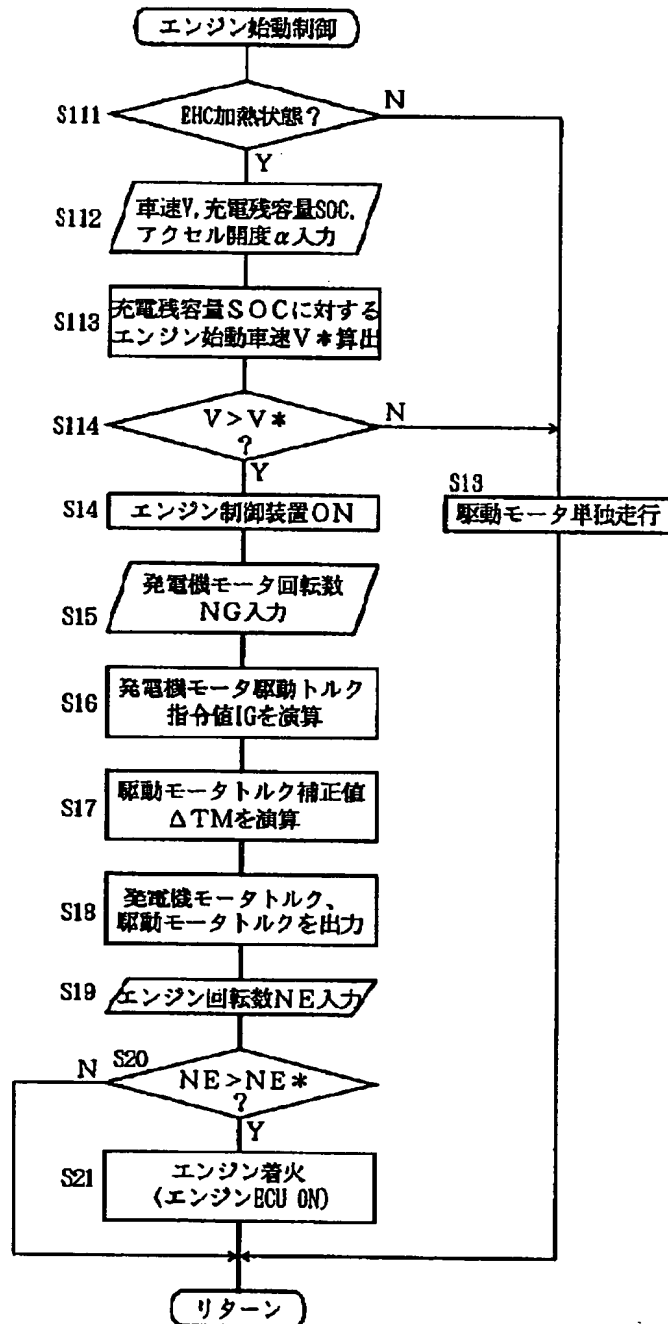 エンジン始動制御
S111
EHC加熱状態?
N
Y
S112
車速V,充電残容量SOC,
アクセル開度α入力
S113
充電残容量SOCに対する
エンジン始動車速V*算出
S114
V>V*
?
N
Y
S14
エンジン制御装置ON
S13
駆動モータ単独走行
S15
発電機モータ回転数
NG入力
S16
発電機モータ駆動トルク
指令値IGを演算
S17
駆動モータトルク補正値
ΔTMを演算
S18
発電機モータトルク、
駆動モータトルクを出力
S19
エンジン回転数NE入力
S20
N
NE>NE*
?
Y
S21
エンジン着火
(エンジンECU ON)
リターン